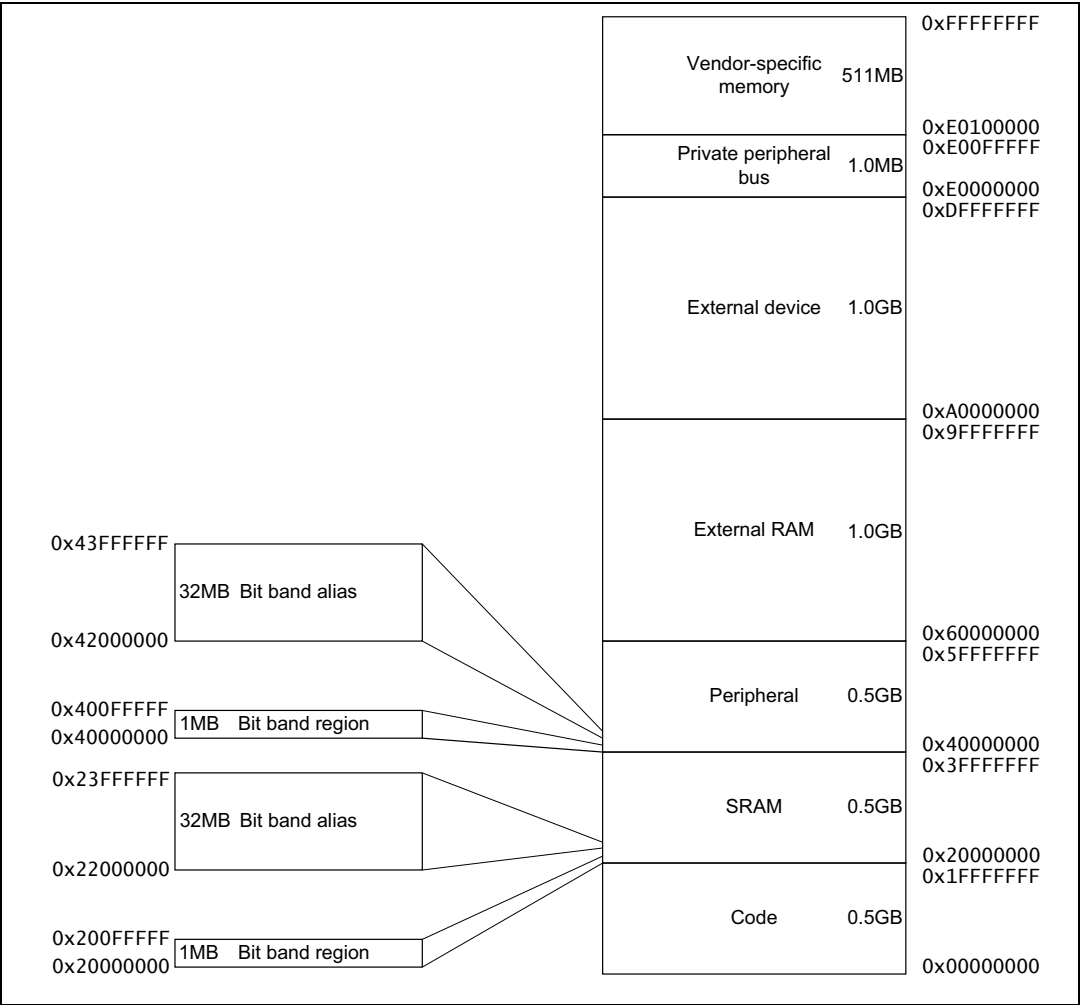 0xFFFFFFFF
Vendor-specific
memory
511MB
0xE0100000
0xE00FFFFF
Private peripheral
bus
1.0MB
0xE0000000
0xDFFFFFFF
External device 1.0GB
0xA0000000
0x9FFFFFFF
External RAM 1.0GB
0x60000000
0x5FFFFFFF
Peripheral 0.5GB
0x40000000
0x3FFFFFFF
SRAM 0.5GB
0x20000000
0x1FFFFFFF
Code 0.5GB
0x00000000
0x43FFFFFF
32MB Bit band alias
0x42000000
0x400FFFFF
1MB Bit band region
0x40000000
0x23FFFFFF
32MB Bit band alias
0x22000000
0x200FFFFF
1MB Bit band region
0x20000000